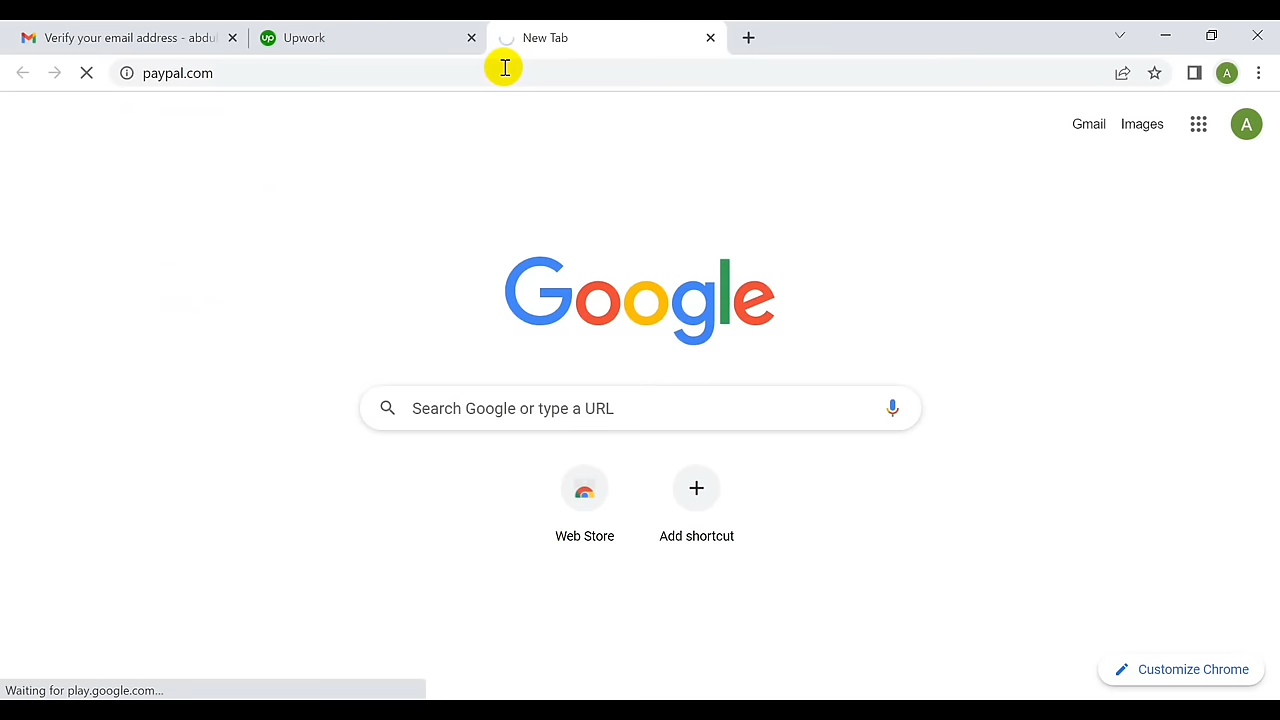 Verify your email address - abdul
Upwork
New Tab
paypal.com
A
Gmail
Images
A
Google
Search Google or type a URL
Web Store
Add shortcut
Customize Chrome
Waiting for play.google.com...